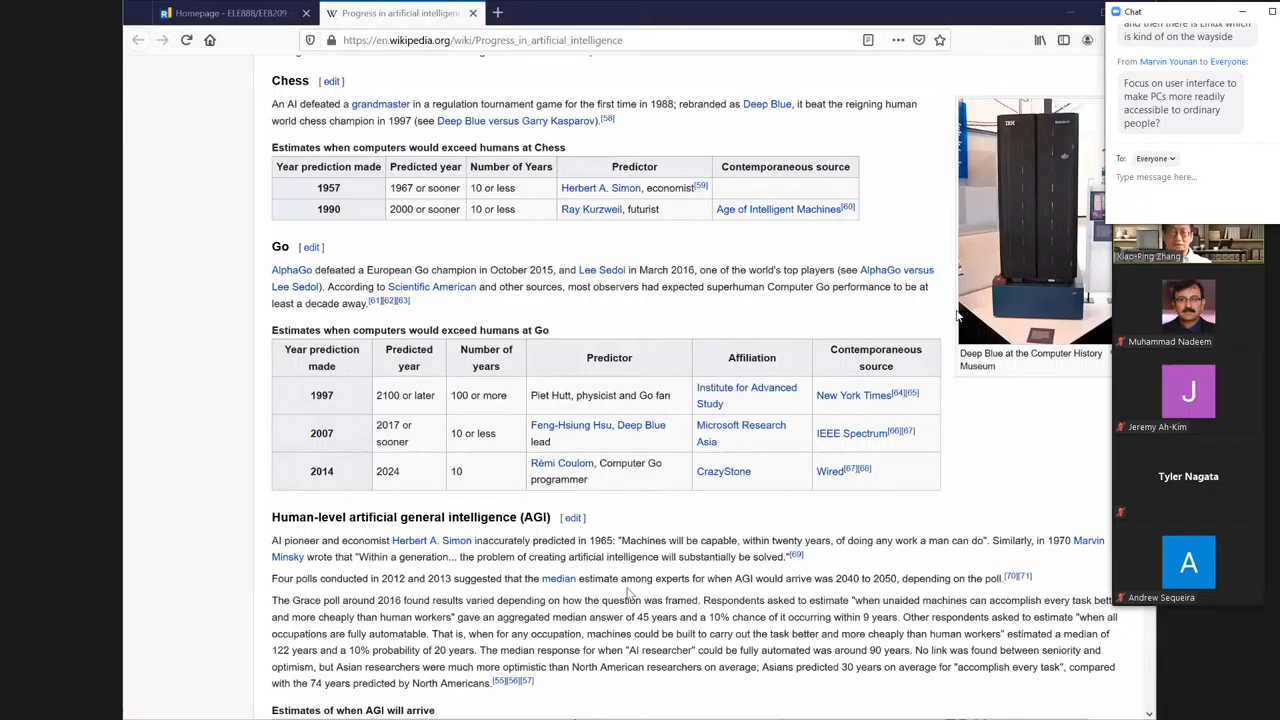 Homepage - ELE888/EE8209 -
Progress in artificial intelligence
https://en.wikipedia.org/wiki/Progress_in_artificial_intelligence
Chess [ edit ]
An AI defeated a grandmaster in a regulation tournament game for the first time in 1988; rebranded as Deep Blue, it beat the reigning human
world chess champion in 1997 (see Deep Blue versus Garry Kasparov).[58]
Estimates when computers would exceed humans at Chess
Year prediction made Predicted year Number of Years Predictor Contemporaneous source
1957 1967 or sooner 10 or less Herbert A. Simon, economist[59]
1990 2000 or sooner 10 or less Ray Kurzweil, futurist Age of Intelligent Machines[60]
Go [ edit ]
AlphaGo defeated a European Go champion in October 2015, and Lee Sedol in March 2016, one of the world's top players (see AlphaGo versus
Lee Sedol). According to Scientific American and other sources, most observers had expected superhuman Computer Go performance to be at
least a decade away.[61][62][63]
Estimates when computers would exceed humans at Go
Year prediction made Predicted year Number of years Predictor Affiliation Contemporaneous source
1997 2100 or later 100 or more Piet Hutt, physicist and Go fan Institute for Advanced Study New York Times[64][65]
2007 2017 or sooner 10 or less Feng-Hsiung Hsu, Deep Blue lead Microsoft Research Asia IEEE Spectrum[66][67]
2014 2024 10 Rémi Coulom, Computer Go programmer CrazyStone Wired[67][68]
IBM
Deep Blue at the Computer History
Museum
Human-level artificial general intelligence (AGI) [ edit ]
AI pioneer and economist Herbert A. Simon inaccurately predicted in 1965: "Machines will be capable, within twenty years, of doing any work a man can do". Similarly, in 1970 Marvin
Minsky wrote that "Within a generation... the problem of creating artificial intelligence will substantially be solved."[69]
Four polls conducted in 2012 and 2013 suggested that the median estimate among experts for when AGI would arrive was 2040 to 2050, depending on the poll.[70][71]
The Grace poll around 2016 found results varied depending on how the question was framed. Respondents asked to estimate "when unaided machines can accomplish every task bett
and more cheaply than human workers" gave an aggregated median answer of 45 years and a 10% chance of it occurring within 9 years. Other respondents asked to estimate "when all
occupations are fully automatable. That is, when for any occupation, machines could be built to carry out the task better and more cheaply than human workers" estimated a median of
122 years and a 10% probability of 20 years. The median response for when "AI researcher" could be fully automated was around 90 years. No link was found between seniority and
optimism, but Asian researchers were much more optimistic than North American researchers on average; Asians predicted 30 years on average for "accomplish every task", compared
with the 74 years predicted by North Americans.[55][56][57]
Estimates of when AGI will arrive
Chat
and then there is Linux which
is kind of on the wayside
From Marvin Younan to Everyone:
Focus on user interface to
make PCs more readily
accessible to ordinary
people?
To: Everyone
Type message here...
Xiao-Ping Zhang
Muhammad Nadeem
J
Jeremy Ah-Kim
Tyler Nagata
A
Andrew Sequeira